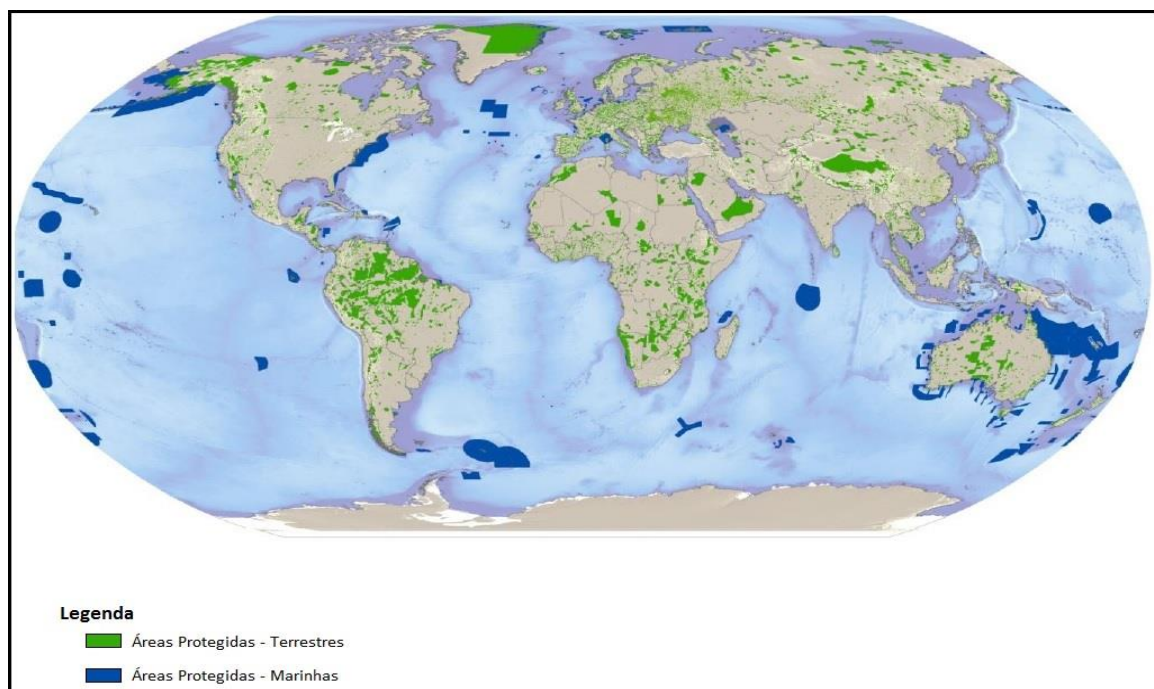 Legenda
Áreas Protegidas - Terrestres
Áreas Protegidas - Marinhas